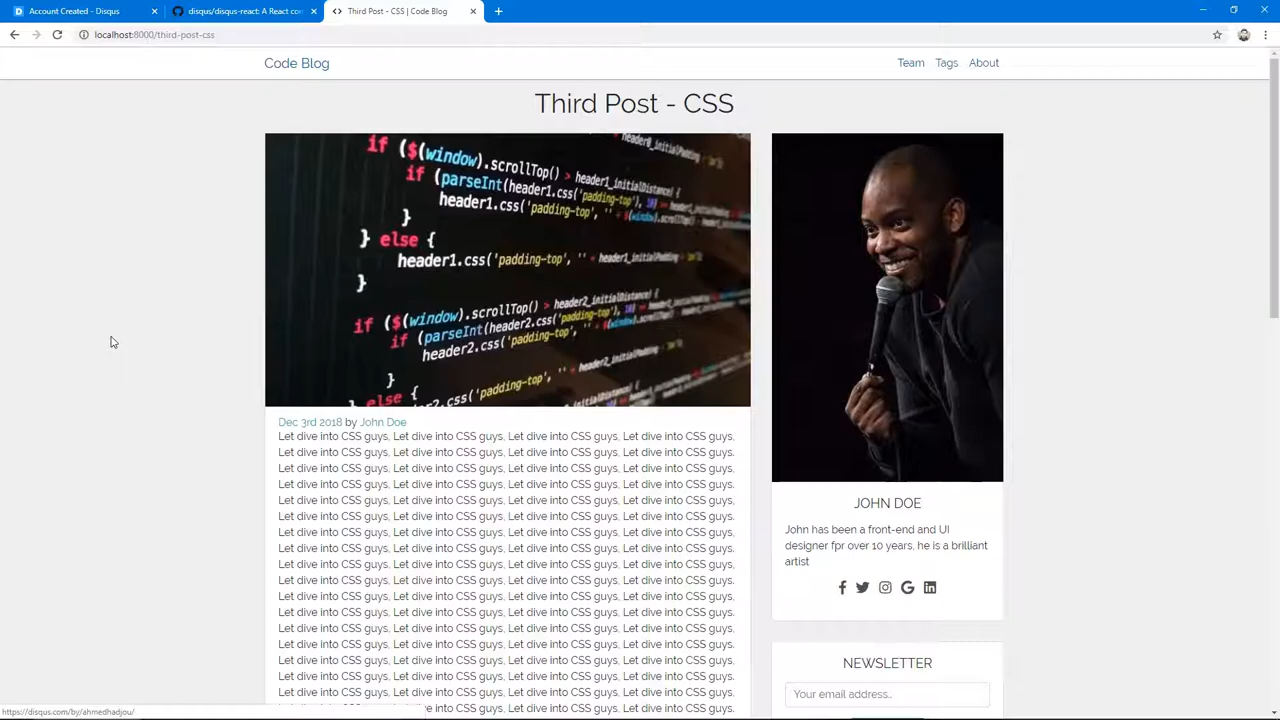 Account Created - Disqus
disqus/disqus-react: A React con
Third Post - CSS | Code Blog
localhost:8000/third-post-css
Code Blog
Team
Tags
About
Third Post - CSS
if ($(window).scrollTop() > header1_initialDistance) {
if (parseInt(header1.css('padding-top'), 10)
header1.css('padding-top', '' + $(window).scrollTop()
}
} else {
header1.css('padding-top', '' + header1_initialPadding
}
if ($(window).scrollTop() > header2_initialDistance) {
if (parseInt(header2.css('padding-top'), 10)
header2.css('padding-top', '' +
}
} else {
header2.css('padding-top', '' +
Dec 3rd 2018 by John Doe
Let dive into CSS guys, Let dive into CSS guys, Let dive into CSS guys, Let dive into CSS guys,
Let dive into CSS guys, Let dive into CSS guys, Let dive into CSS guys, Let dive into CSS guys.
Let dive into CSS guys, Let dive into CSS guys, Let dive into CSS guys, Let dive into CSS guys,
Let dive into CSS guys, Let dive into CSS guys, Let dive into CSS guys, Let dive into CSS guys,
Let dive into CSS guys, Let dive into CSS guys, Let dive into CSS guys, Let dive into CSS guys,
Let dive into CSS guys, Let dive into CSS guys, Let dive into CSS guys, Let dive into CSS guys.
Let dive into CSS guys, Let dive into CSS guys, Let dive into CSS guys, Let dive into CSS guys,
Let dive into CSS guys, Let dive into CSS guys, Let dive into CSS guys, Let dive into CSS guys.
Let dive into CSS guys, Let dive into CSS guys, Let dive into CSS guys, Let dive into CSS guys,
Let dive into CSS guys, Let dive into CSS guys, Let dive into CSS guys, Let dive into CSS guys.
Let dive into CSS guys, Let dive into CSS guys, Let dive into CSS guys, Let dive into CSS guys,
Let dive into CSS guys, Let dive into CSS guys, Let dive into CSS guys, Let dive into CSS guys.
Let dive into CSS guys, Let dive into CSS guys, Let dive into CSS guys, Let dive into CSS guys,
Let dive into CSS guys, Let dive into CSS guys, Let dive into CSS guys, Let dive into CSS guys.
Let dive into CSS guys, Let dive into CSS guys, Let dive into CSS guys, Let dive into CSS guys,
Let dive into CSS guys, Let dive into CSS guys, Let dive into CSS guys, Let dive into CSS guys.
Let dive into CSS guys, Let dive into CSS guys, Let dive into CSS guys, Let dive into CSS guys,
Let dive into CSS guys, Let dive into CSS guys, Let dive into CSS guys.
JOHN DOE
John has been a front-end and UI
designer fpr over 10 years, he is a brilliant
artist
NEWSLETTER
Your email address..
https://disqus.com/by/ahmedhadjou/